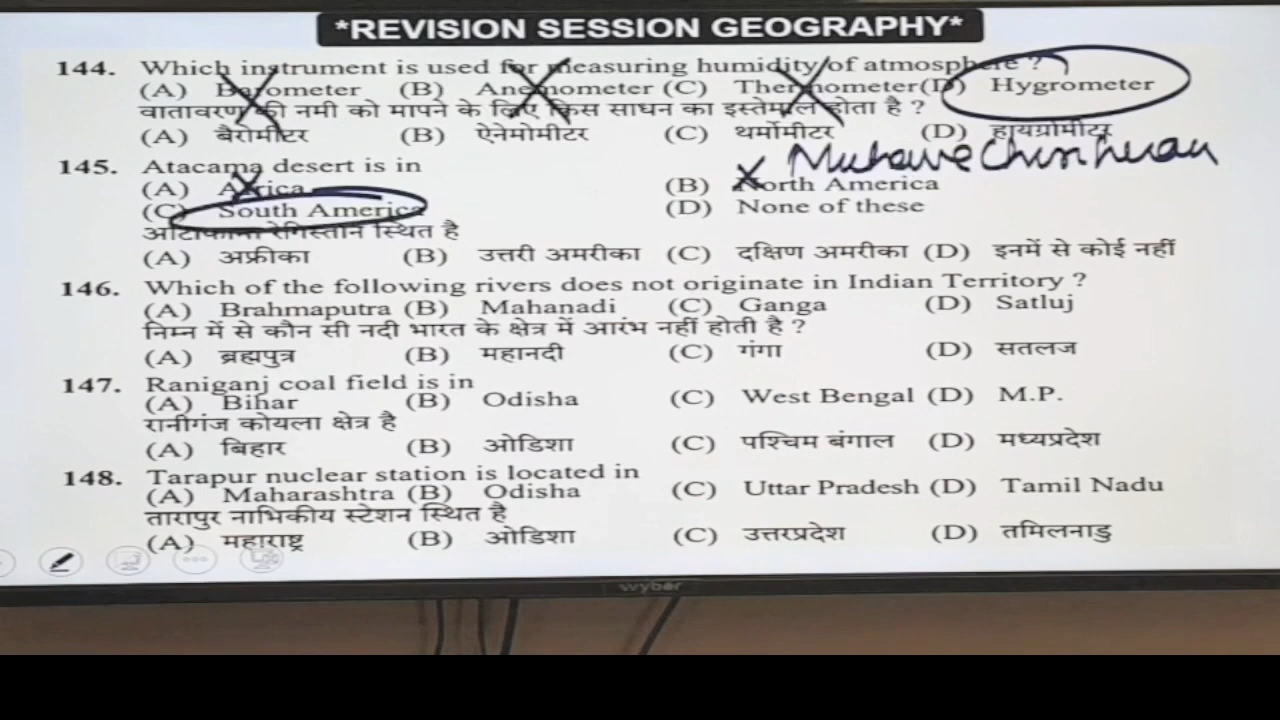 *REVISION SESSION GEOGRAPHY*
144. Which instrument is used for measuring humidity of atmosphere ?
(A) Barometer (B) Anemometer (C) Thermometer (D) Hygrometer
वातावरण की नमी को मापने के लिए किस साधन का इस्तेमाल होता है ?
(A) बैरोमीटर (B) ऐनेमोमीटर (C) थर्मोमीटर (D) हायग्रोमीटर
145. Atacama desert is in
(A) Africa (B) North America
(C) South America (D) None of these
आटाकामा रेगिस्तान स्थित है
(A) अफ्रीका (B) उत्तरी अमरीका (C) दक्षिण अमरीका (D) इनमें से कोई नहीं
146. Which of the following rivers does not originate in Indian Territory ?
(A) Brahmaputra (B) Mahanadi (C) Ganga (D) Satluj
निम्न में से कौन सी नदी भारत के क्षेत्र में आरंभ नहीं होती है ?
(A) ब्रह्मपुत्र (B) महानदी (C) गंगा (D) सतलज
147. Raniganj coal field is in
(A) Bihar (B) Odisha (C) West Bengal (D) M.P.
रानीगंज कोयला क्षेत्र है
(A) बिहार (B) ओडिशा (C) पश्चिम बंगाल (D) मध्यप्रदेश
148. Tarapur nuclear station is located in
(A) Maharashtra (B) Odisha (C) Uttar Pradesh (D) Tamil Nadu
तारापुर नाभिकीय स्टेशन स्थित है
(A) महाराष्ट्र (B) ओडिशा (C) उत्तरप्रदेश (D) तमिलनाडु